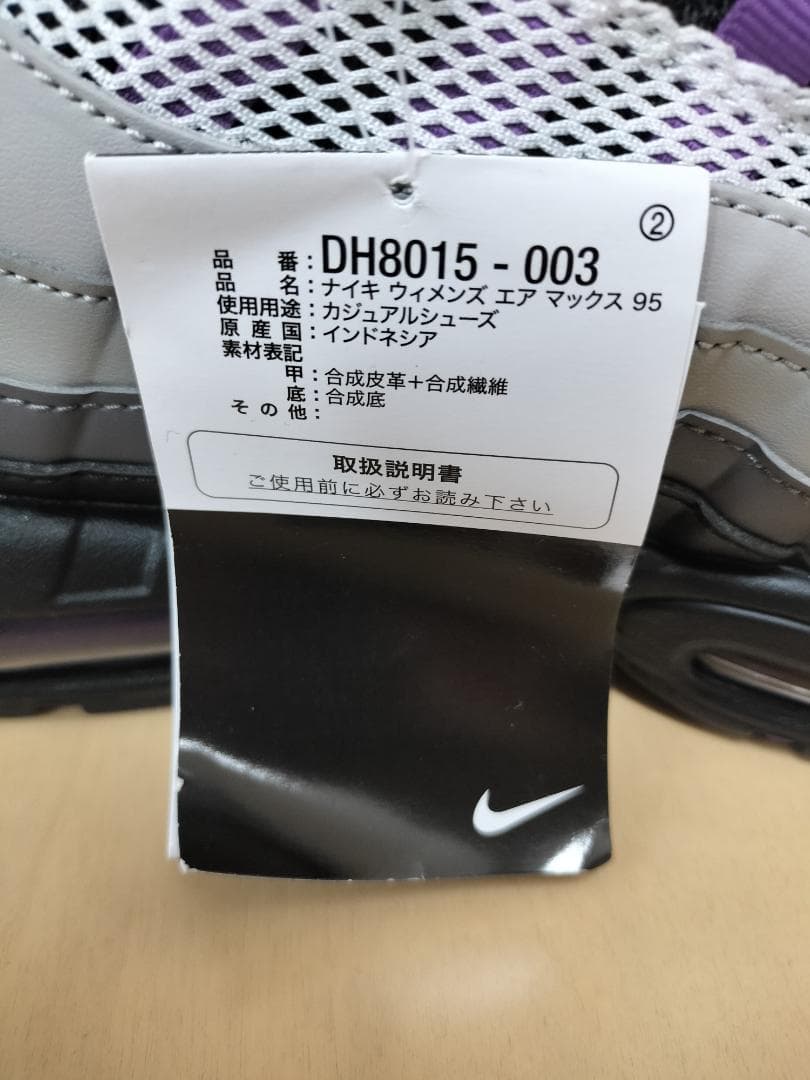 ②
品番:DH8015 - 003
品名:ナイキ ウィメンズ エア マックス 95
使用用途:カジュアルシューズ
原産国:インドネシア
素材表記
甲:合成皮革+合成繊維
底:合成底
その他:
取扱説明書
ご使用前に必ずお読み下さい